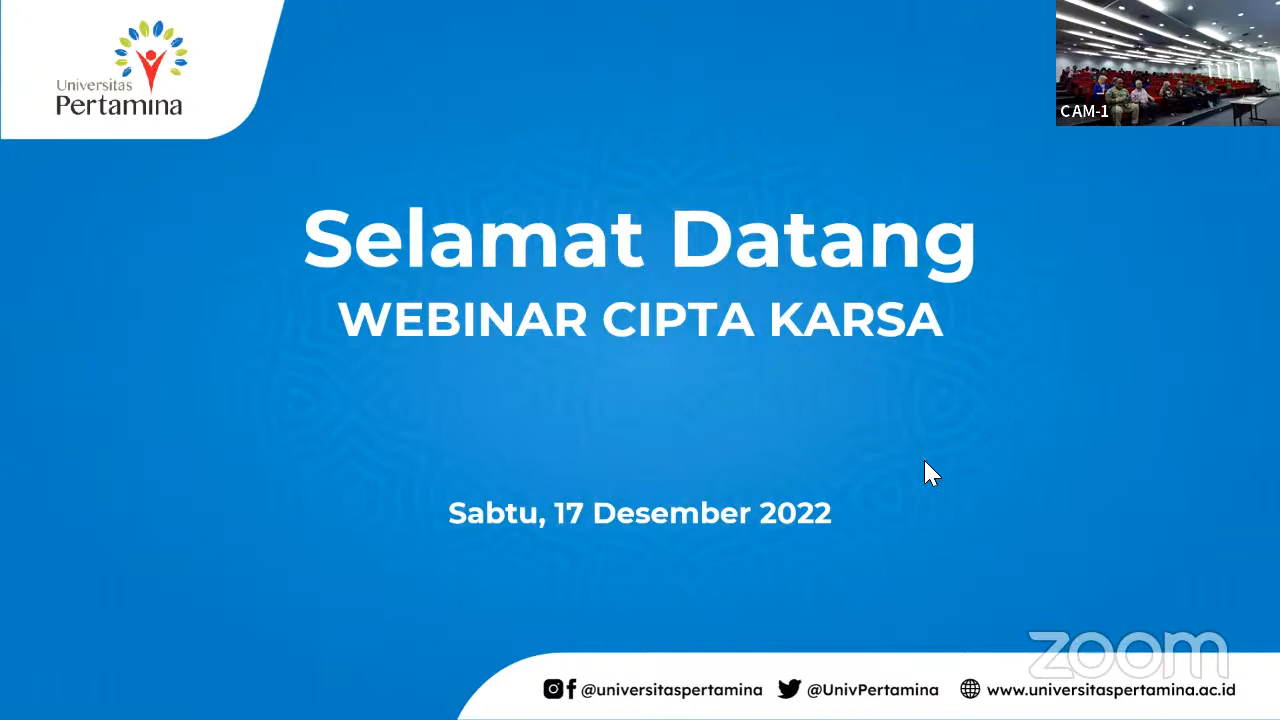 Universitas
Pertamina
CAM-1
Selamat Datang
WEBINAR CIPTA KARSA
Sabtu, 17 Desember 2022
zoom
@universitaspertamina @UnivPertamina www.universitaspertamina.ac.id